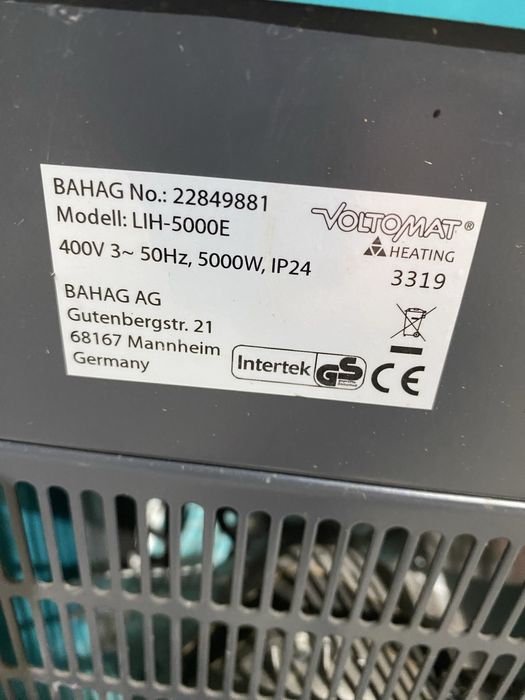 BAHAG No.: 22849881
Modell: LIH-5000E
400V 3~ 50Hz, 5000W, IP24
BAHAG AG
Gutenbergstr. 21
68167 Mannheim
Germany
VOLTOMAT®
HEATING
3319
Intertek
GS
CE